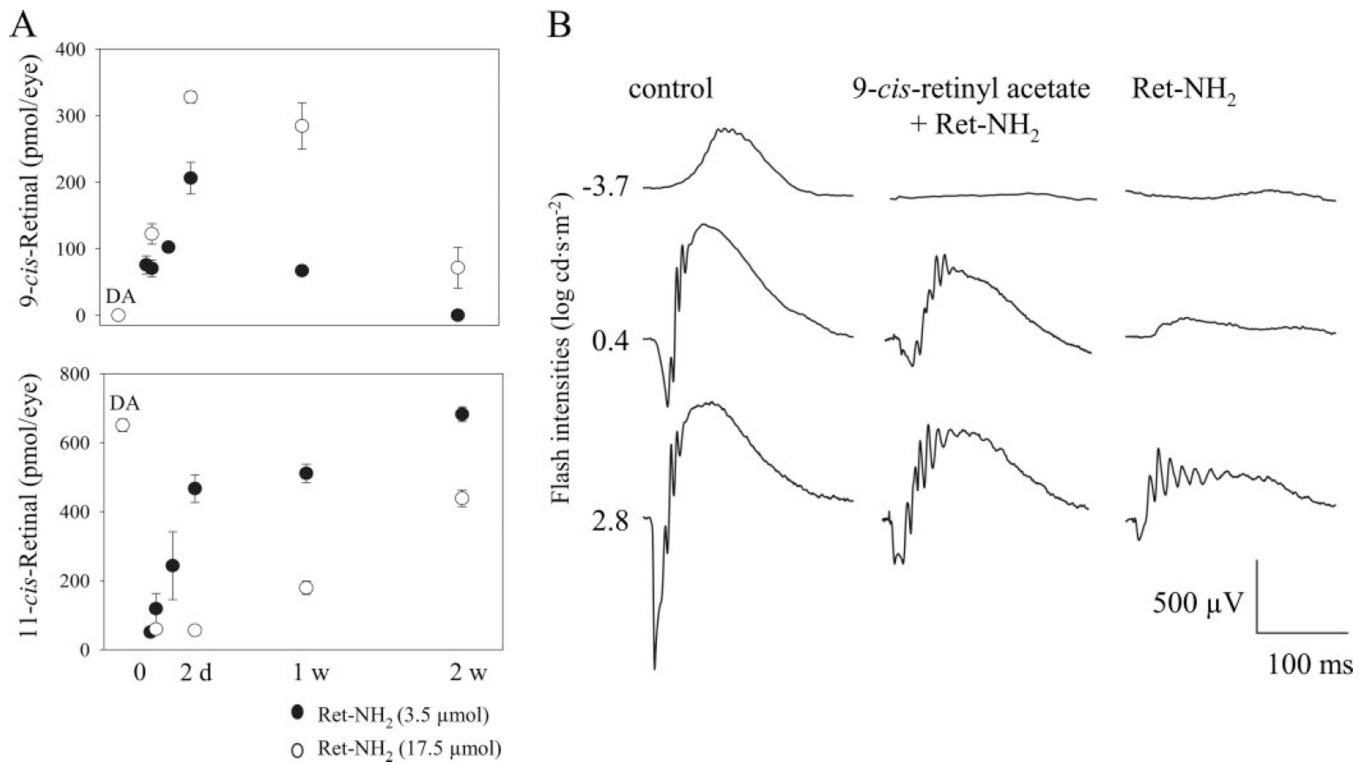 A
9-cis-Retinal (pmol/eye)
400
300
200
100
0
DA
11-cis-Retinal (pmol/eye)
800
600
400
200
0
DA
0 2 d 1 w 2 w
Ret-NH₂ (3.5 µmol)
Ret-NH₂ (17.5 µmol)
B
control
9-cis-retinyl acetate
+ Ret-NH₂
Ret-NH₂
Flash intensities (log cd·s·m⁻²)
-3.7
0.4
2.8
500 µV
100 ms